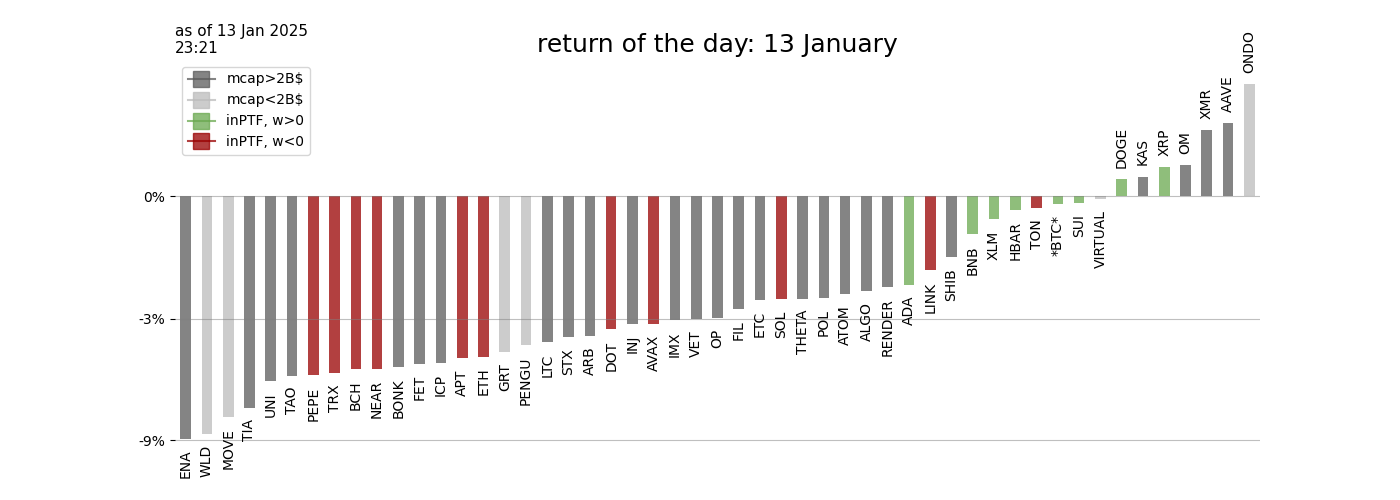 as of 13 Jan 2025
23:21
return of the day: 13 January
mcap>2B$
mcap<2B$
inPTF, w>0
inPTF, w<0
0%
-3%
-9%
ENA
WLD
MOVE
TIA
UNI
TAO
PEPE
TRX
BCH
NEAR
BONK
FET
ICP
APT
ETH
GRT
PENGU
LTC
STX
ARB
DOT
INJ
AVAX
IMX
VET
OP
FIL
ETC
SOL
THETA
POL
ATOM
ALGO
RENDER
ADA
LINK
SHIB
BNB
XLM
HBAR
TON
*BTC*
SUI
VIRTUAL
DOGE
KAS
XRP
OM
XMR
AAVE
ONDO